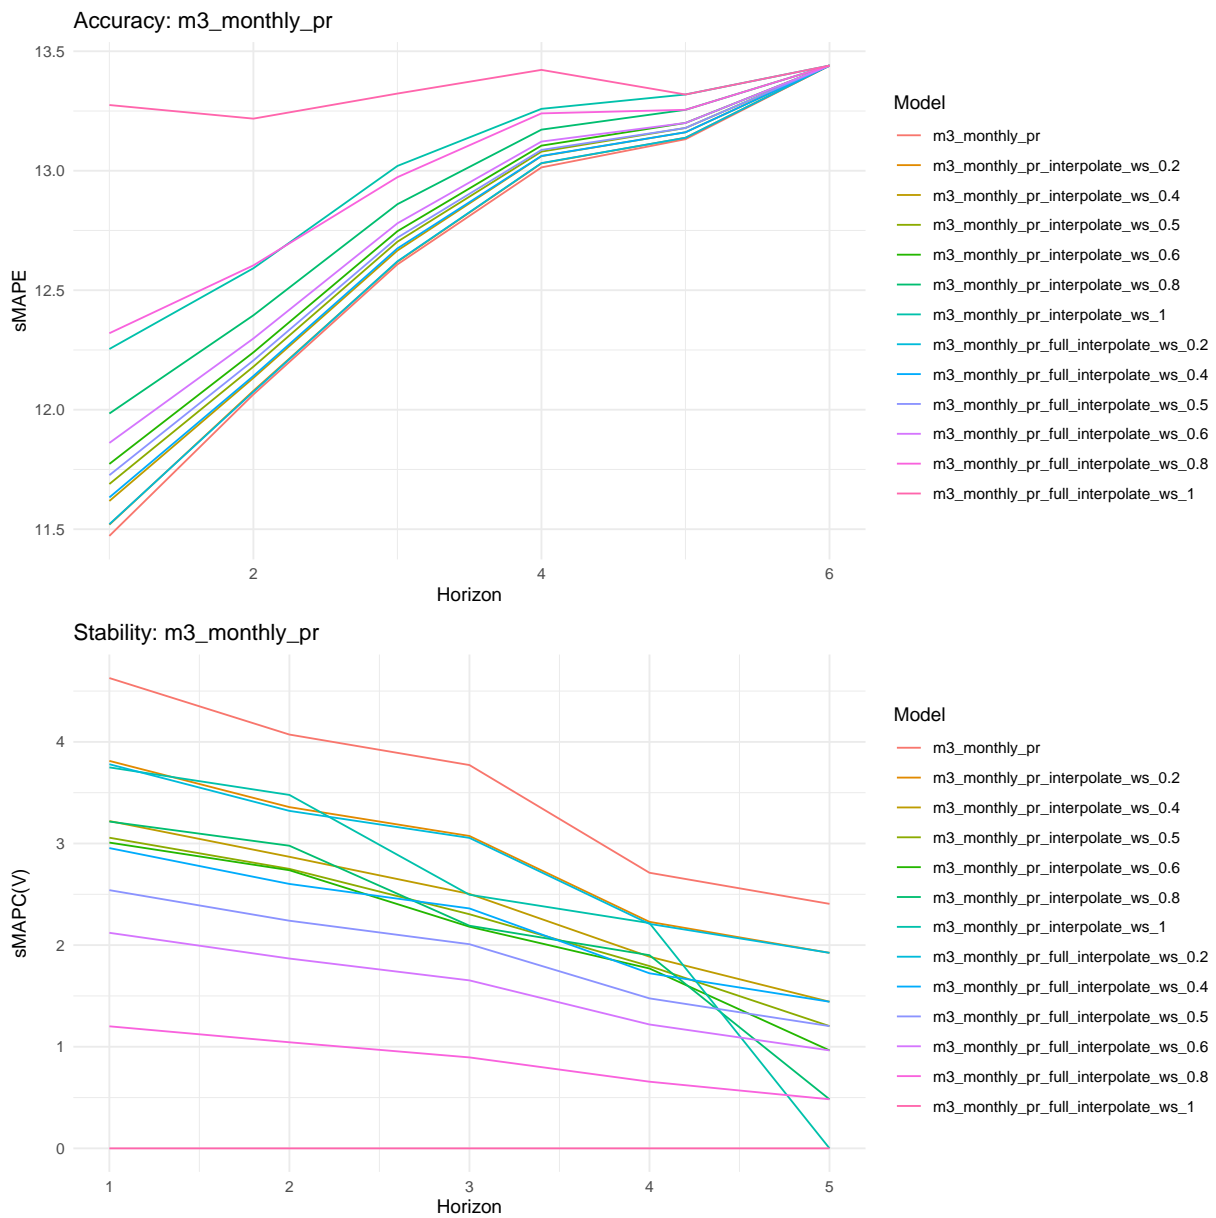 Accuracy: m3_monthly_pr
13.5
13.0
12.5
12.0
11.5
sMAPE
2
4
6
Horizon
Model
m3_monthly_pr
m3_monthly_pr_interpolate_ws_0.2
m3_monthly_pr_interpolate_ws_0.4
m3_monthly_pr_interpolate_ws_0.5
m3_monthly_pr_interpolate_ws_0.6
m3_monthly_pr_interpolate_ws_0.8
m3_monthly_pr_interpolate_ws_1
m3_monthly_pr_full_interpolate_ws_0.2
m3_monthly_pr_full_interpolate_ws_0.4
m3_monthly_pr_full_interpolate_ws_0.5
m3_monthly_pr_full_interpolate_ws_0.6
m3_monthly_pr_full_interpolate_ws_0.8
m3_monthly_pr_full_interpolate_ws_1
Stability: m3_monthly_pr
4
3
2
1
0
sMAPC(V)
1
2
3
4
5
Horizon
Model
m3_monthly_pr
m3_monthly_pr_interpolate_ws_0.2
m3_monthly_pr_interpolate_ws_0.4
m3_monthly_pr_interpolate_ws_0.5
m3_monthly_pr_interpolate_ws_0.6
m3_monthly_pr_interpolate_ws_0.8
m3_monthly_pr_interpolate_ws_1
m3_monthly_pr_full_interpolate_ws_0.2
m3_monthly_pr_full_interpolate_ws_0.4
m3_monthly_pr_full_interpolate_ws_0.5
m3_monthly_pr_full_interpolate_ws_0.6
m3_monthly_pr_full_interpolate_ws_0.8
m3_monthly_pr_full_interpolate_ws_1